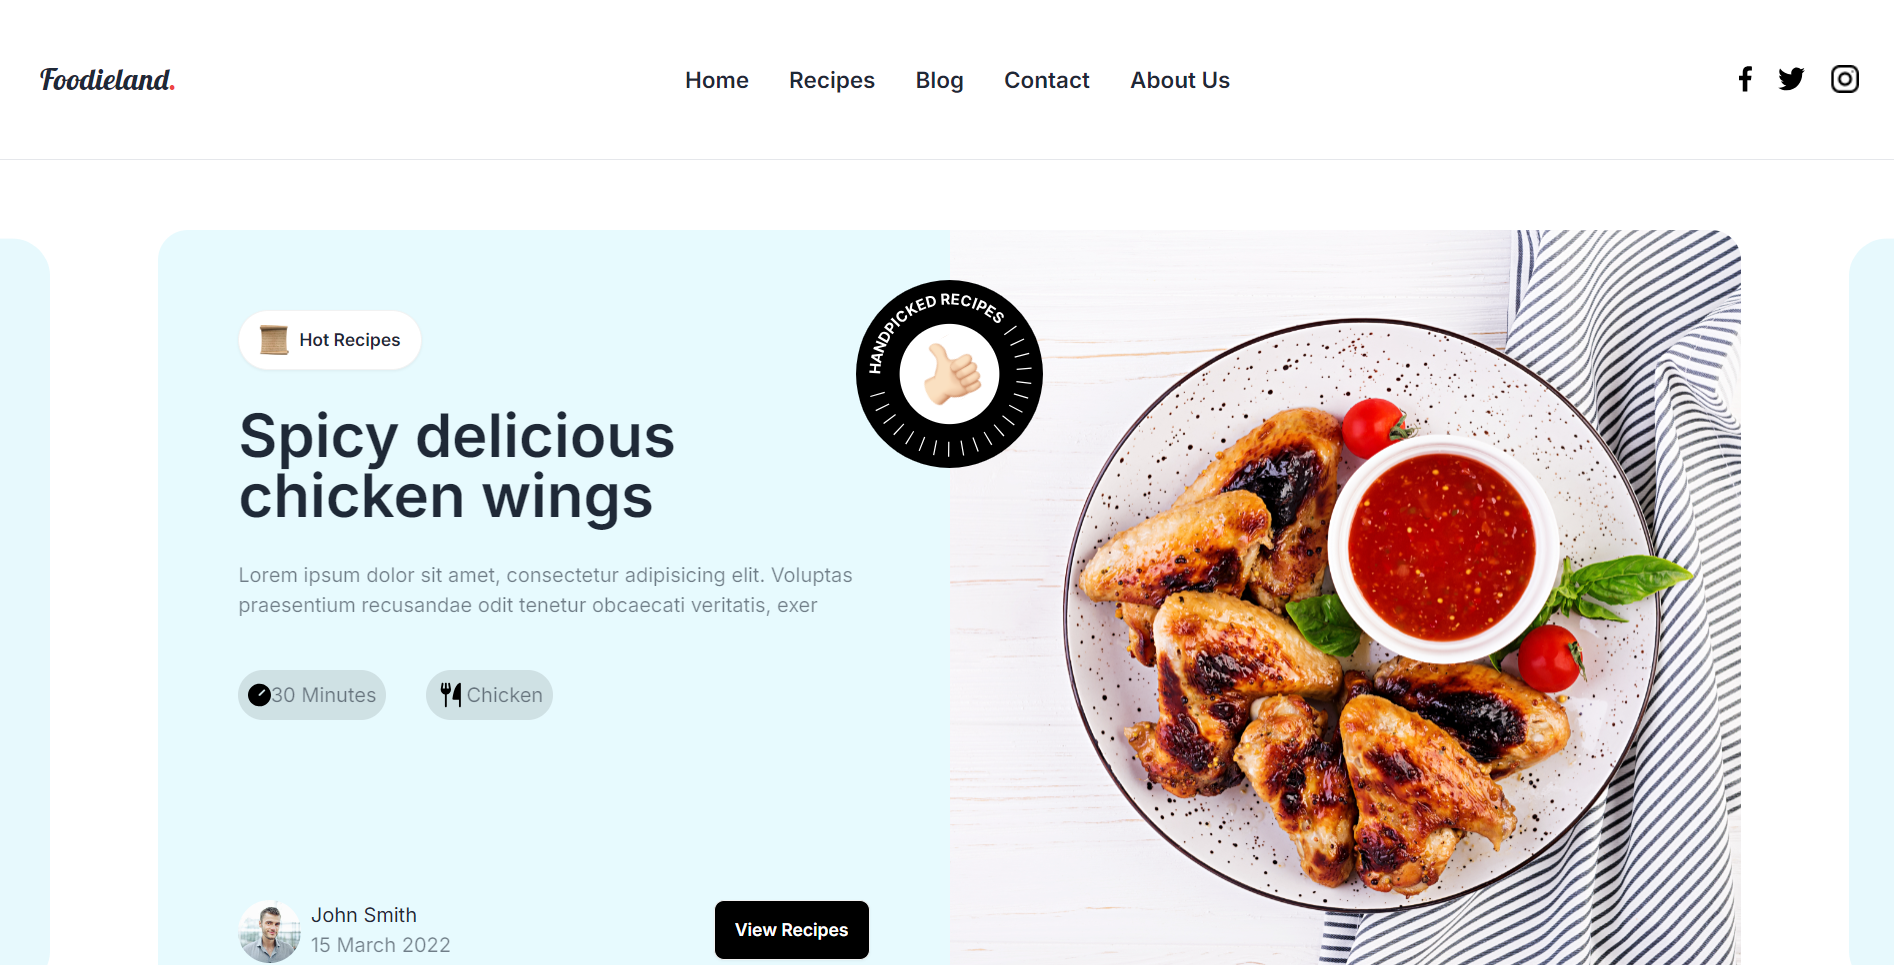 Foodieland.
Home
Recipes
Blog
Contact
About Us
Hot Recipes
HANDPICKED RECIPES
Spicy delicious
chicken wings
Lorem ipsum dolor sit amet, consectetur adipisicing elit. Voluptas
praesentium recusandae odit tenetur obcaecati veritatis, exer
30 Minutes
Chicken
John Smith
15 March 2022
View Recipes